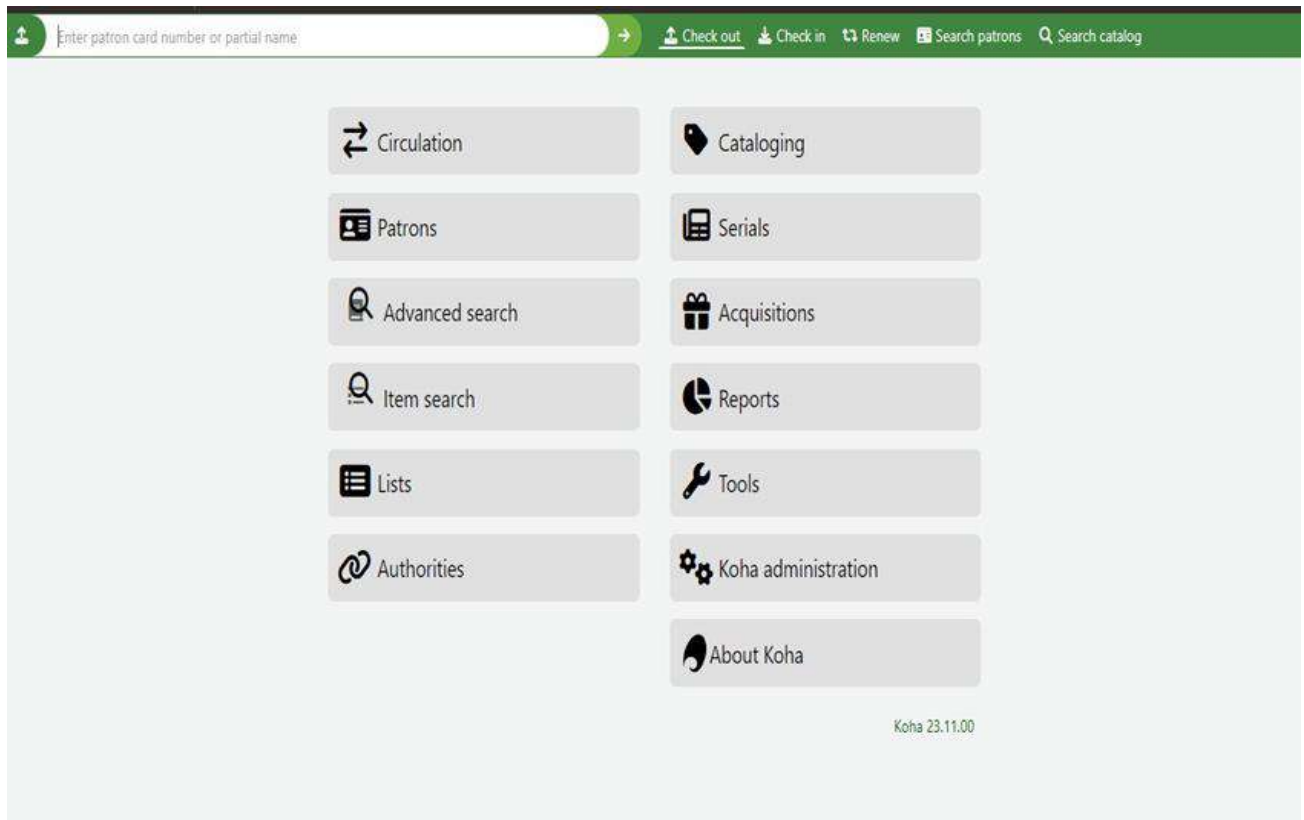 Enter patron card number or partial name
Check out Check in Renew Search patrons Search catalog
Circulation
Cataloging
Patrons
Serials
Advanced search
Acquisitions
Item search
Reports
Lists
Tools
Authorities
Koha administration
About Koha
Koha 23.11.00